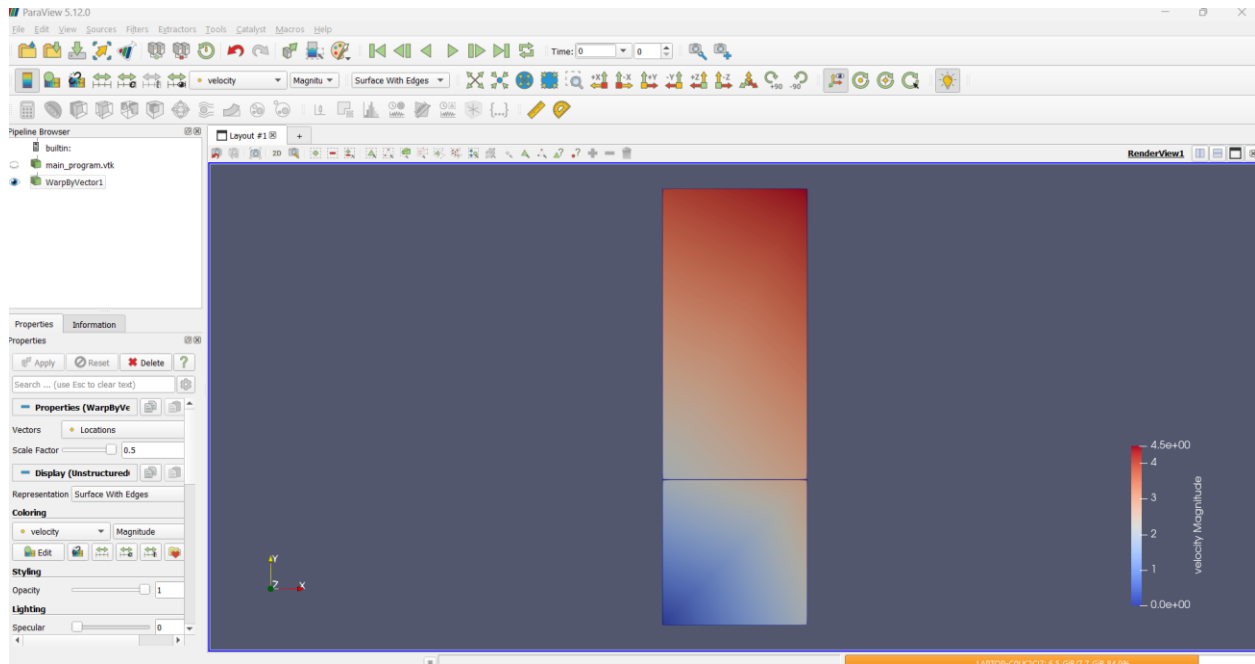 ParaView 5.12.0
File Edit View Sources Filters Extractors Tools Catalyst Macros Help
Time: 0 0
velocity Magnitu Surface With Edges +X -X +Y -Y +Z -Z +90 -90
Pipeline Browser
Layout #1 +
builtin:
2D
RenderView1
main_program.vtk
WarpByVector1
Properties Information
Properties
Apply Reset Delete ?
Search ... (use Esc to clear text)
Properties (WarpByVe
Vectors Locations
Scale Factor 0.5
Display (Unstructured
Representation Surface With Edges
Coloring
velocity Magnitude
Edit
Styling
Opacity 1
Lighting
Specular 0
Y
Z X
4.5e+00
4
3
2
1
0.0e+00
velocity Magnitude